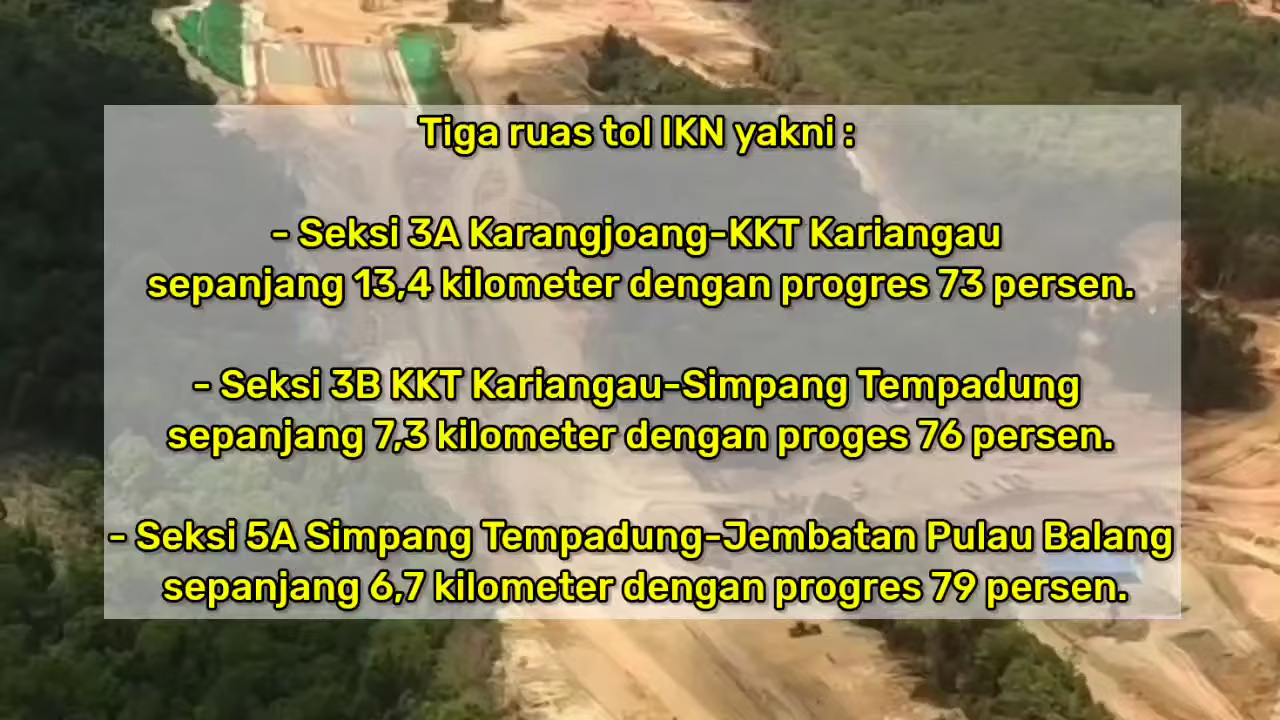 Tiga ruas tol IKN yakni :
- Seksi 3A Karangjoang-KKT Kariangau
sepanjang 13,4 kilometer dengan progres 73 persen.
- Seksi 3B KKT Kariangau-Simpang Tempadung
sepanjang 7,3 kilometer dengan proges 76 persen.
- Seksi 5A Simpang Tempadung-Jembatan Pulau Balang
sepanjang 6,7 kilometer dengan progres 79 persen.